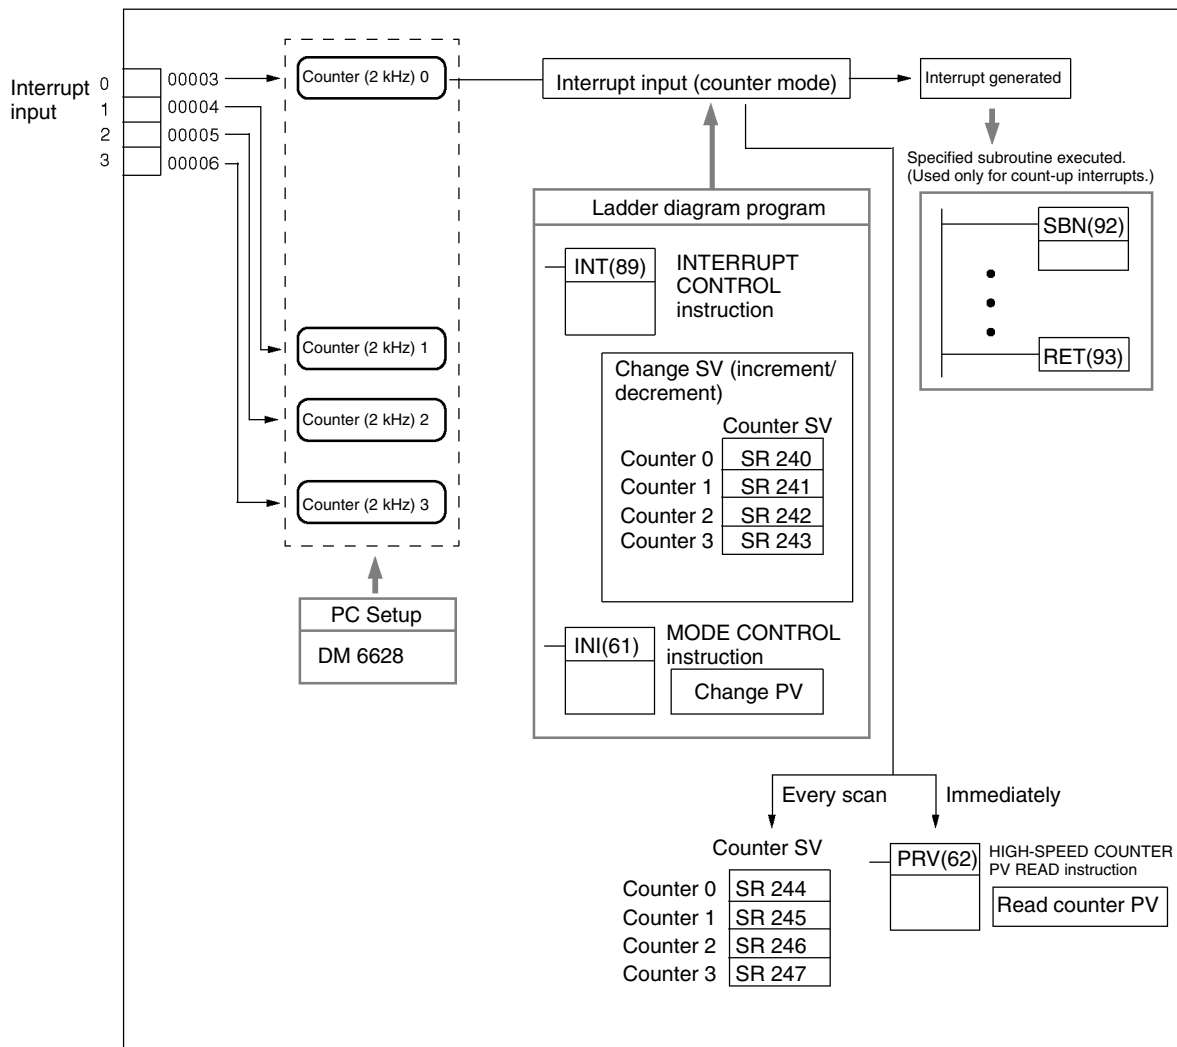 Interrupt
input
0
00003
1
00004
2
00005
3
00006
Counter (2 kHz) 0
Counter (2 kHz) 1
Counter (2 kHz) 2
Counter (2 kHz) 3
PC Setup
DM 6628
Interrupt input (counter mode)
Interrupt generated
Specified subroutine executed.
(Used only for count-up interrupts.)
SBN(92)
RET(93)
Ladder diagram program
INT(89)
INTERRUPT
CONTROL
instruction
Change SV (increment/
decrement)
Counter SV
Counter 0 SR 240
Counter 1 SR 241
Counter 2 SR 242
Counter 3 SR 243
INI(61)
MODE CONTROL
instruction
Change PV
Every scan
Immediately
Counter SV
Counter 0 SR 244
Counter 1 SR 245
Counter 2 SR 246
Counter 3 SR 247
PRV(62)
HIGH-SPEED COUNTER
PV READ instruction
Read counter PV